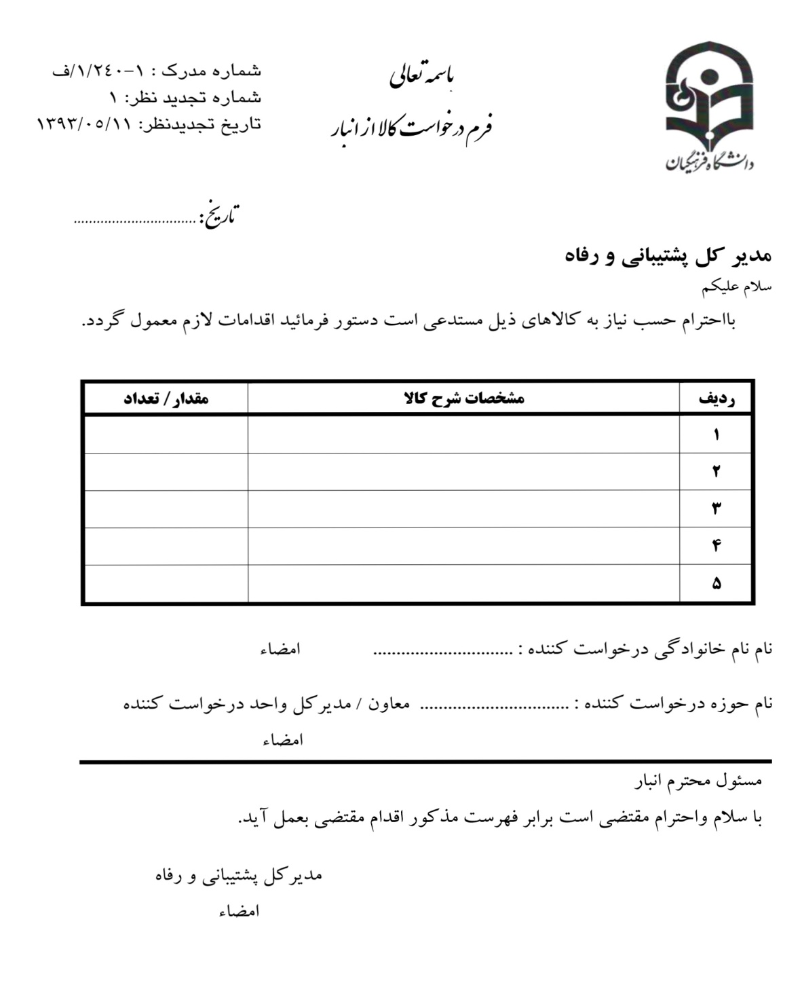 دانشگاه فرهنگیان
باسمه تعالی
فرم درخواست کالا از انبار
شماره مدرک : ۱-۱/۲٤۰/ف
شماره تجدید نظر: ۱
تاریخ تجدیدنظر: ۱۳۹۳/۰۵/۱۱
تاریخ: ................................
مدیر کل پشتیبانی و رفاه
سلام علیکم
بااحترام حسب نیاز به کالاهای ذیل مستدعی است دستور فرمائید اقدامات لازم معمول گردد.
ردیف مشخصات شرح کالا مقدار / تعداد
۱
۲
۳
۴
۵
نام نام خانوادگی درخواست کننده : .............................. امضاء
نام حوزه درخواست کننده : ................................ معاون / مدیرکل واحد درخواست کننده
امضاء
مسئول محترم انبار
با سلام واحترام مقتضی است برابر فهرست مذکور اقدام مقتضی بعمل آید.
مدیرکل پشتیبانی و رفاه
امضاء